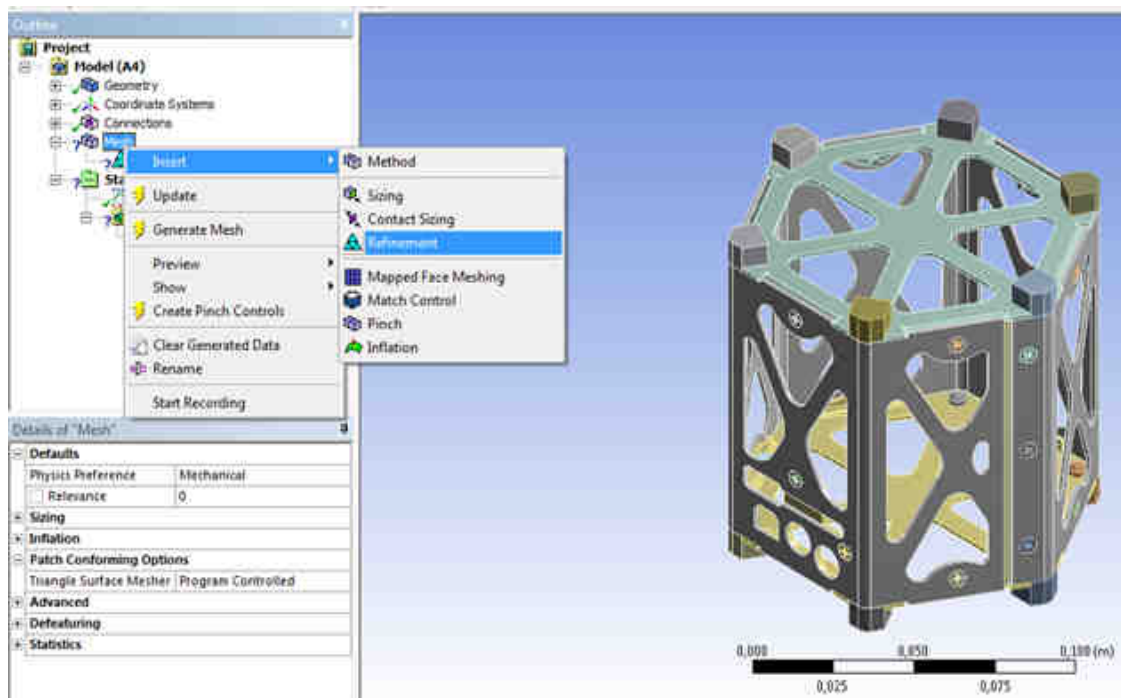 Outline
Project
Model (A4)
Geometry
Coordinate Systems
Connections
Mesh
Sta
Insert
Update
Generate Mesh
Preview
Show
Create Pinch Controls
Clear Generated Data
Rename
Start Recording
Method
Sizing
Contact Sizing
Refinement
Mapped Face Meshing
Match Control
Pinch
Inflation
Details of "Mesh"
Defaults
Physics Preference Mechanical
Relevance 0
Sizing
Inflation
Patch Conforming Options
Triangle Surface Mesher Program Controlled
Advanced
Defeaturing
Statistics
0,000 0,050 0,100 (m)
0,025 0,075